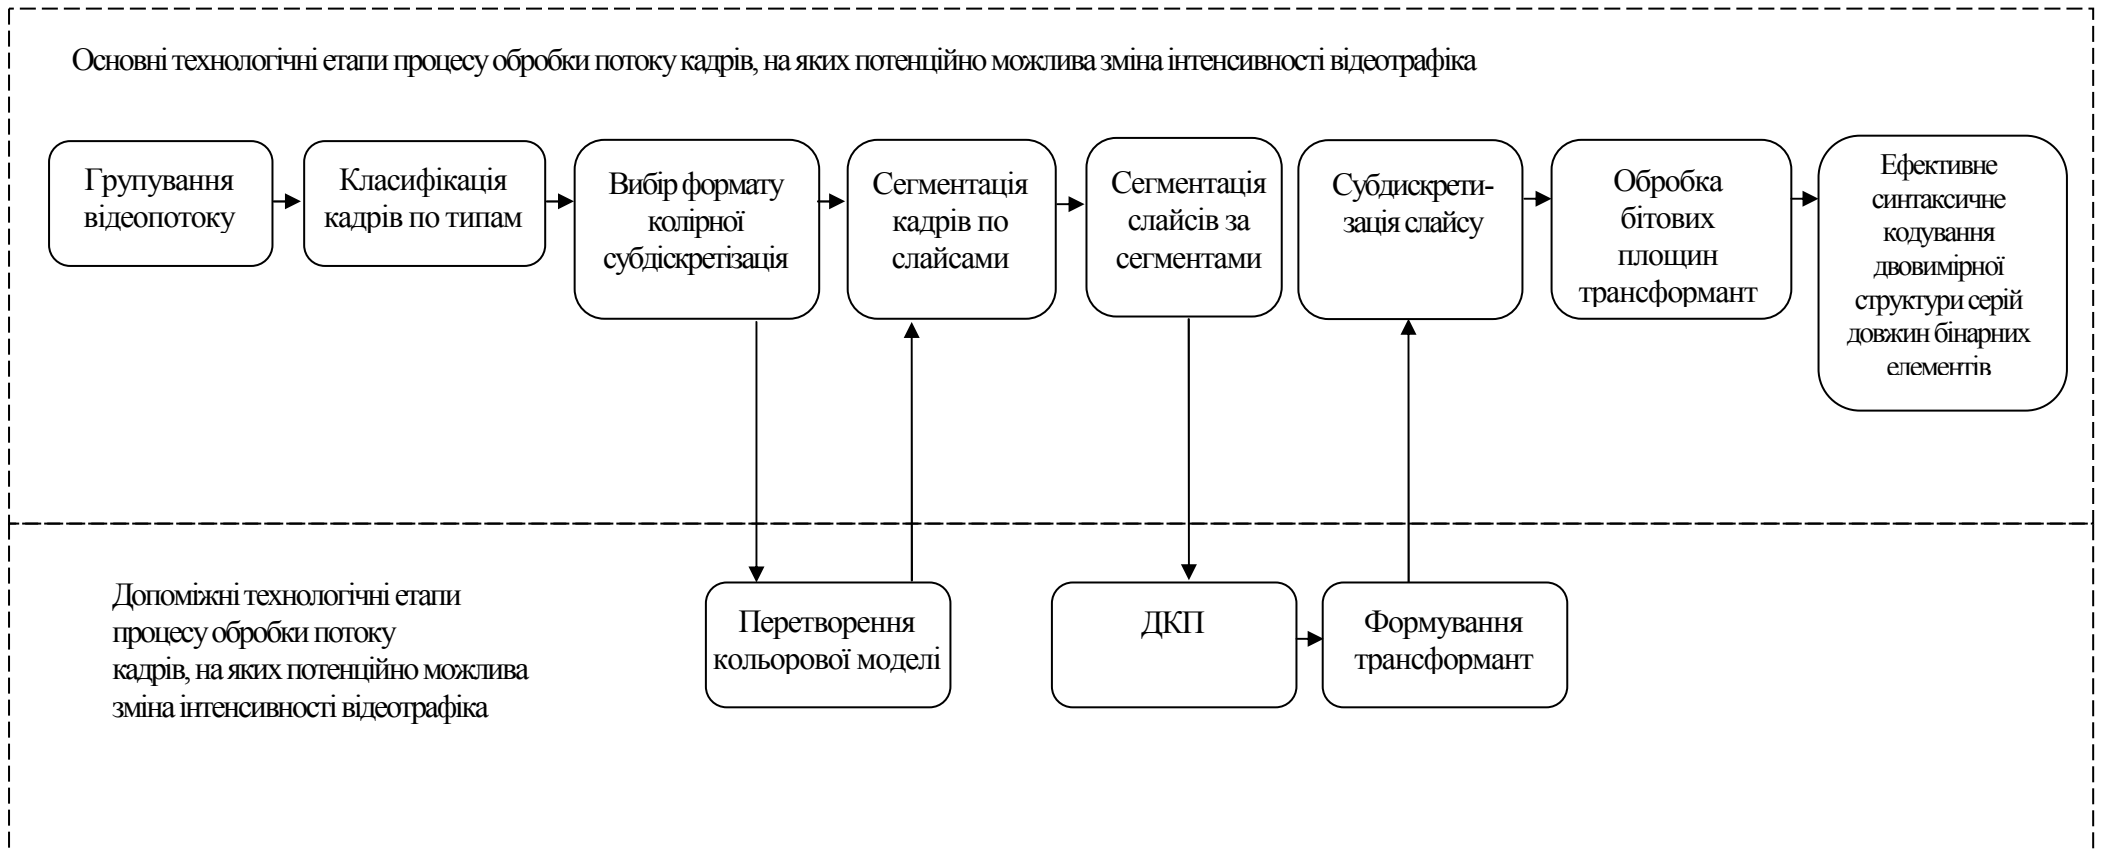 Основні технологічні етапи процесу обробки потоку кадрів, на яких потенційно можлива зміна інтенсивності відеотрафіка
Групування
відеопотоку
Класифікація
кадрів по типам
Вибір формату
колірної
субдіскретізація
Сегментація
кадрів по
слайсами
Сегментація
слайсів за
сегментами
Субдискрети-
зація слайсу
Обробка
бітових
площин
трансформант
Ефективне
синтаксичне
кодування
двовимірної
структури серій
довжин бінарних
елементів
Допоміжні технологічні етапи
процесу обробки потоку
кадрів, на яких потенційно можлива
зміна інтенсивності відеотрафіка
Перетворення
кольорової моделі
ДКП
Формування
трансформант